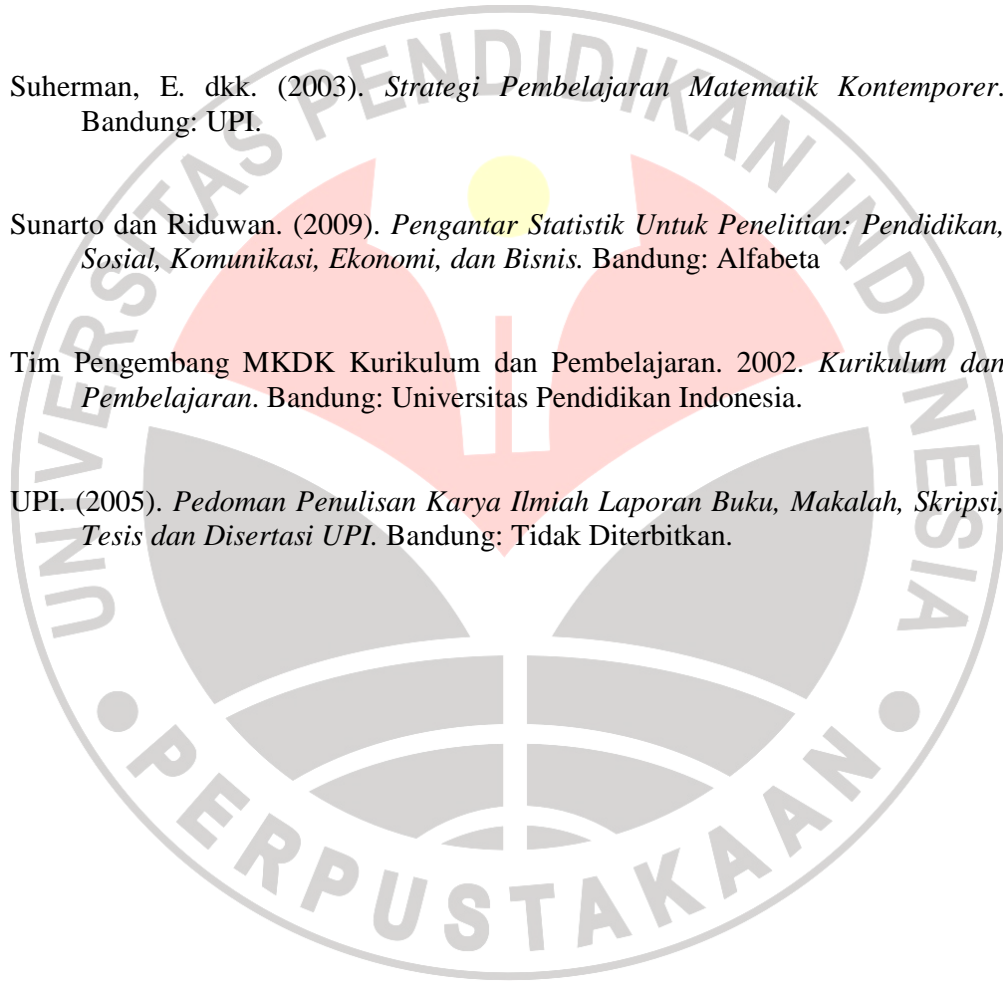 Suherman, E. dkk. (2003). Strategi Pembelajaran Matematik Kontemporer.
Bandung: UPI.
Sunarto dan Riduwan. (2009). Pengantar Statistik Untuk Penelitian: Pendidikan,
Sosial, Komunikasi, Ekonomi, dan Bisnis. Bandung: Alfabeta
Tim Pengembang MKDK Kurikulum dan Pembelajaran. 2002. Kurikulum dan
Pembelajaran. Bandung: Universitas Pendidikan Indonesia.
UPI. (2005). Pedoman Penulisan Karya Ilmiah Laporan Buku, Makalah, Skripsi,
Tesis dan Disertasi UPI. Bandung: Tidak Diterbitkan.
UNIVERSITAS PENDIDIKAN INDONESIA
PERPUSTAKAAN